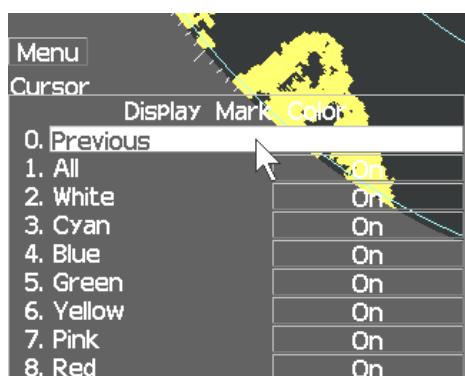 Menu
Cursor
Display Mark Color
0. Previous
1. All On
2. White On
3. Cyan On
4. Blue On
5. Green On
6. Yellow On
7. Pink On
8. Red On